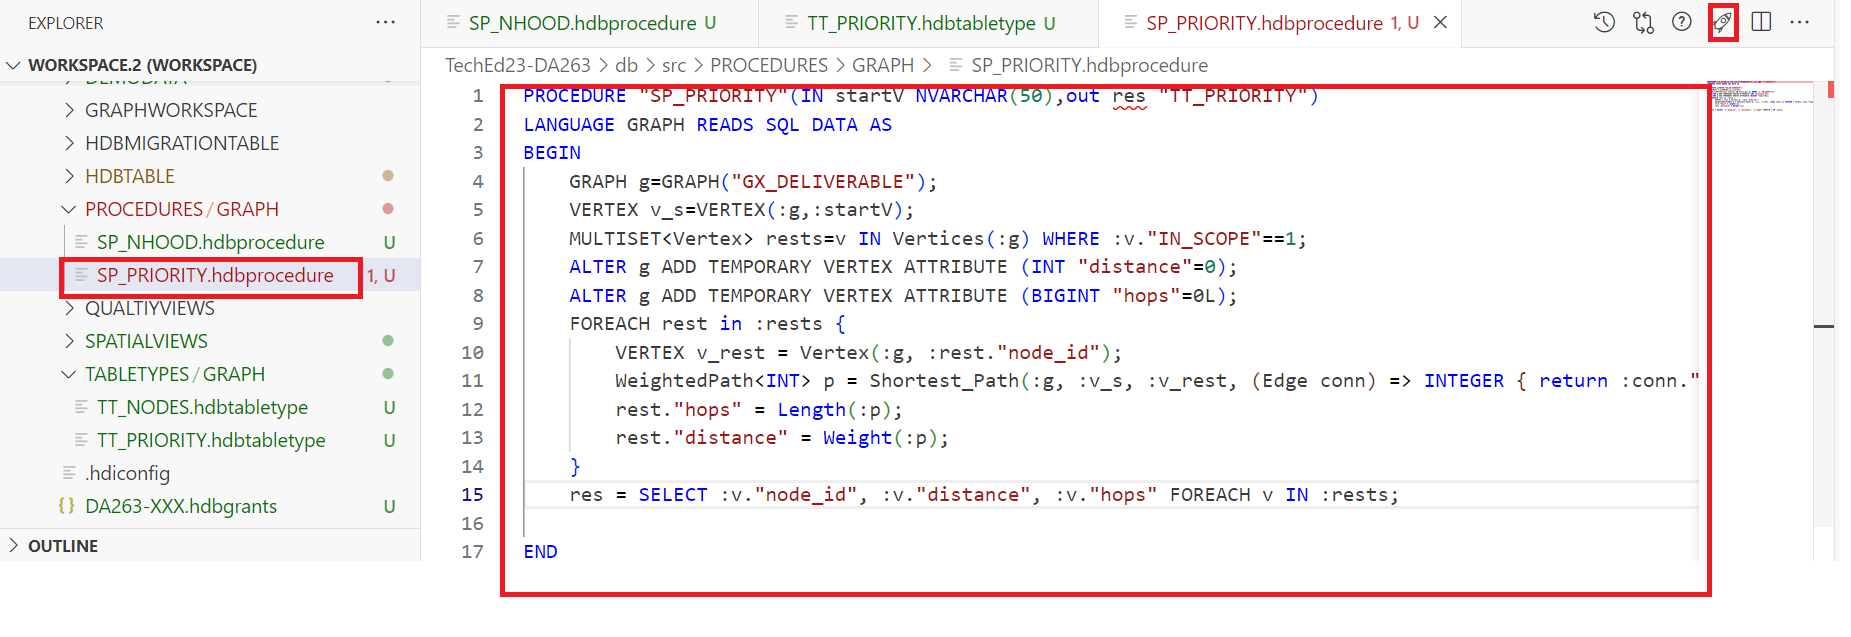 EXPLORER
WORKSPACE.2 (WORKSPACE)
DEMODATA
GRAPHWORKSPACE
HDBMIGRATIONTABLE
HDBTABLE
PROCEDURES / GRAPH
SP_NHOOD.hdbprocedure U
SP_PRIORITY.hdbprocedure 1, U
QUALTIYVIEWS
SPATIALVIEWS
TABLETYPES / GRAPH
TT_NODES.hdbtabletype U
TT_PRIORITY.hdbtabletype U
.hdiconfig
{} DA263-XXX.hdbgrants U
OUTLINE
SP_NHOOD.hdbprocedure U
TT_PRIORITY.hdbtabletype U
SP_PRIORITY.hdbprocedure 1, U
TechEd23-DA263 > db > src > PROCEDURES > GRAPH > SP_PRIORITY.hdbprocedure
1 PROCEDURE "SP_PRIORITY"(IN startV NVARCHAR(50),out res "TT_PRIORITY")
2 LANGUAGE GRAPH READS SQL DATA AS
3 BEGIN
4 GRAPH g=GRAPH("GX_DELIVERABLE");
5 VERTEX v_s=VERTEX(:g,:startV);
6 MULTISET<Vertex> rests=v IN Vertices(:g) WHERE :v."IN_SCOPE"==1;
7 ALTER g ADD TEMPORARY VERTEX ATTRIBUTE (INT "distance"=0);
8 ALTER g ADD TEMPORARY VERTEX ATTRIBUTE (BIGINT "hops"=0L);
9 FOREACH rest in :rests {
10 VERTEX v_rest = Vertex(:g, :rest."node_id");
11 WeightedPath<INT> p = Shortest_Path(:g, :v_s, :v_rest, (Edge conn) => INTEGER { return :conn."
12 rest."hops" = Length(:p);
13 rest."distance" = Weight(:p);
14 }
15 res = SELECT :v."node_id", :v."distance", :v."hops" FOREACH v IN :rests;
16
17 END